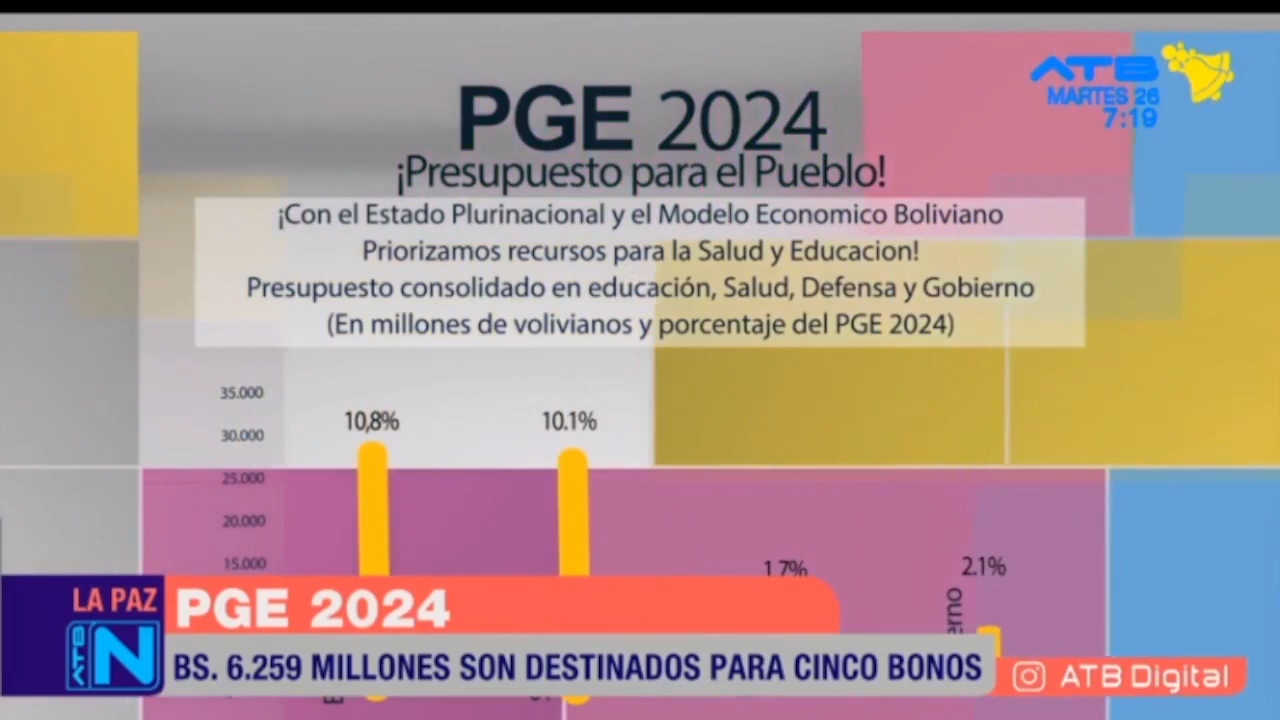 ATB
MARTES 26
7:19
PGE 2024
¡Presupuesto para el Pueblo!
¡Con el Estado Plurinacional y el Modelo Economico Boliviano
Priorizamos recursos para la Salud y Educacion!
Presupuesto consolidado en educación, Salud, Defensa y Gobierno
(En millones de volivianos y porcentaje del PGE 2024)
35.000
30.000
25.000
20.000
15.000
10,8%
10.1%
1.7%
2.1%
LA PAZ
PGE 2024
ATB N
BS. 6.259 MILLONES SON DESTINADOS PARA CINCO BONOS
ATB Digital